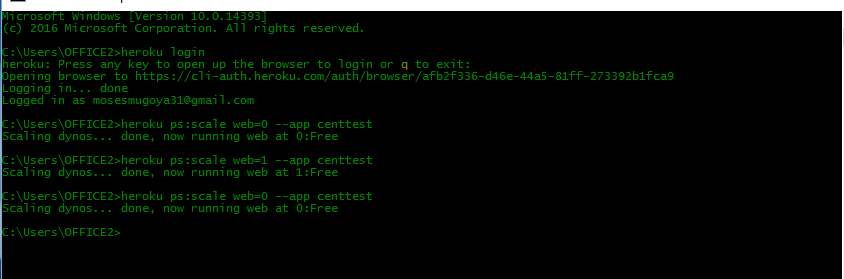 Microsoft Windows [Version 10.0.14393]
(c) 2016 Microsoft Corporation. All rights reserved.
C:\Users\OFFICE2>heroku login
heroku: Press any key to open up the browser to login or q to exit:
Opening browser to https://cli-auth.heroku.com/auth/browser/afb2f336-d46e-44a5-81ff-273392b1fca9
Logging in... done
Logged in as mosesmugoya31@gmail.com
C:\Users\OFFICE2>heroku ps:scale web=0 --app centtest
Scaling dynos... done, now running web at 0:Free
C:\Users\OFFICE2>heroku ps:scale web=1 --app centtest
Scaling dynos... done, now running web at 1:Free
C:\Users\OFFICE2>heroku ps:scale web=0 --app centtest
Scaling dynos... done, now running web at 0:Free
C:\Users\OFFICE2>